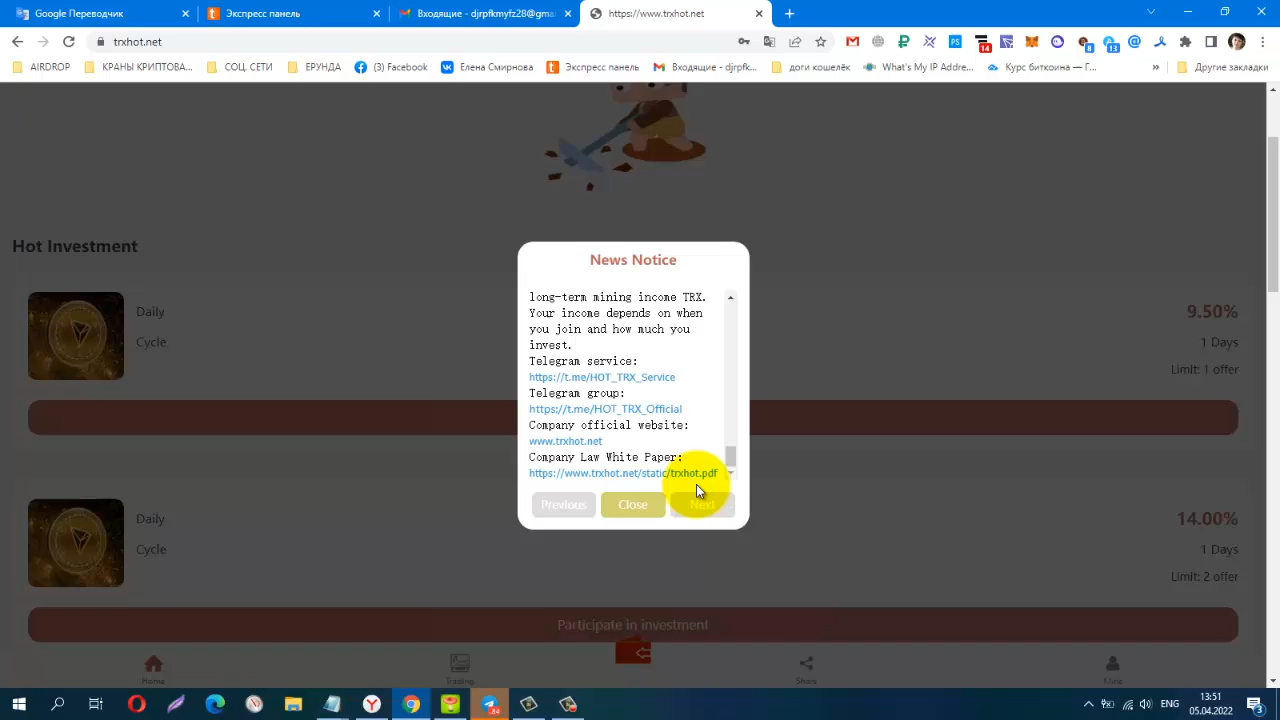 Google Переводчик
Экспресс панель
Входящие - djrpfkmyfz28@gma
https://www.trxhot.net
trxhot.net
14
8
13
AIRDROP
КРАНЫ КРИПТОВА...
СОЦ. СЕТИ
ЕРУНДА
(3) Facebook
Елена Смирнова
Экспресс панель
Входящие - djrpfk...
доги кошелёк
What's My IP Addre...
Курс биткоина — Г...
»
Другие закладки
Hot Investment
Daily
9.50%
Cycle
1 Days
Limit: 1 offer
News Notice
long-term mining income TRX.
Your income depends on when
you join and how much you
invest.
Telegram service:
https://t.me/HOT_TRX_Service
Telegram group:
https://t.me/HOT_TRX_Official
Company official website:
www.trxhot.net
Company Law White Paper:
https://www.trxhot.net/static/trxhot.pdf
Previous
Close
Next
Daily
14.00%
Cycle
1 Days
Limit: 2 offer
Participate in investment
Home
Trading
Share
Mine
84
ENG
13:51
05.04.2022
3